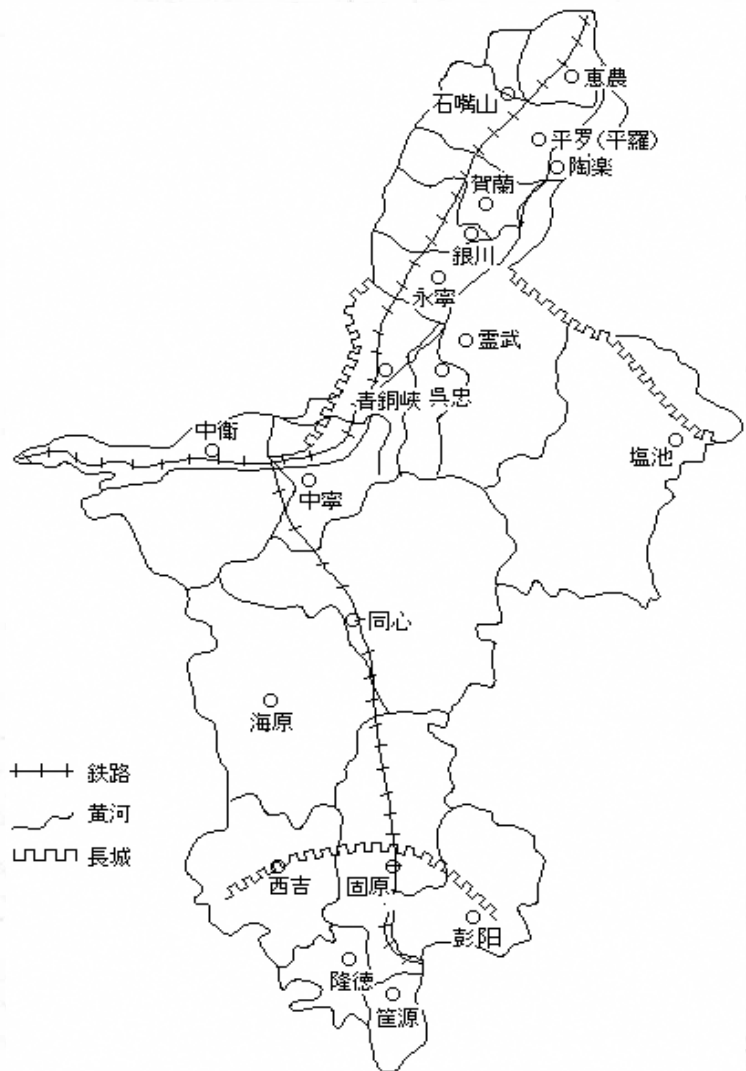 恵農
石嘴山
平罗(平羅)
陶楽
賀蘭
銀川
永寧
霊武
青銅峡
呉忠
中衛
塩池
中寧
同心
海原
鉄路
黄河
長城
西吉
固原
彭阳
隆徳
筐源